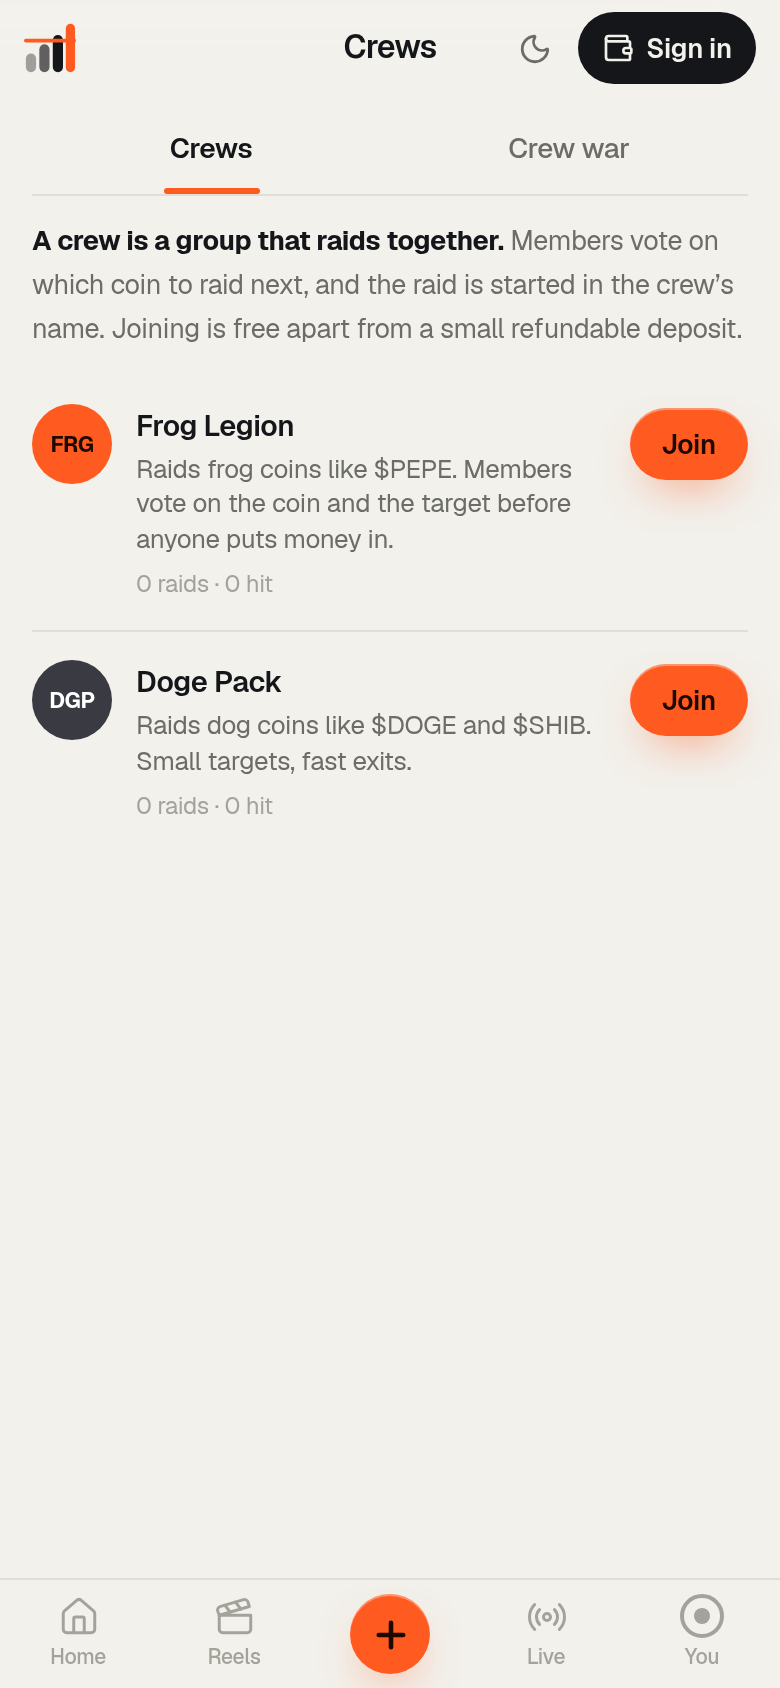 Crews
Sign in
Crews
Crew war
A crew is a group that raids together. Members vote on
which coin to raid next, and the raid is started in the crew’s
name. Joining is free apart from a small refundable deposit.
FRG
Frog Legion
Join
Raids frog coins like $PEPE. Members
vote on the coin and the target before
anyone puts money in.
0 raids · 0 hit
DGP
Doge Pack
Join
Raids dog coins like $DOGE and $SHIB.
Small targets, fast exits.
0 raids · 0 hit
Home
Reels
Live
You